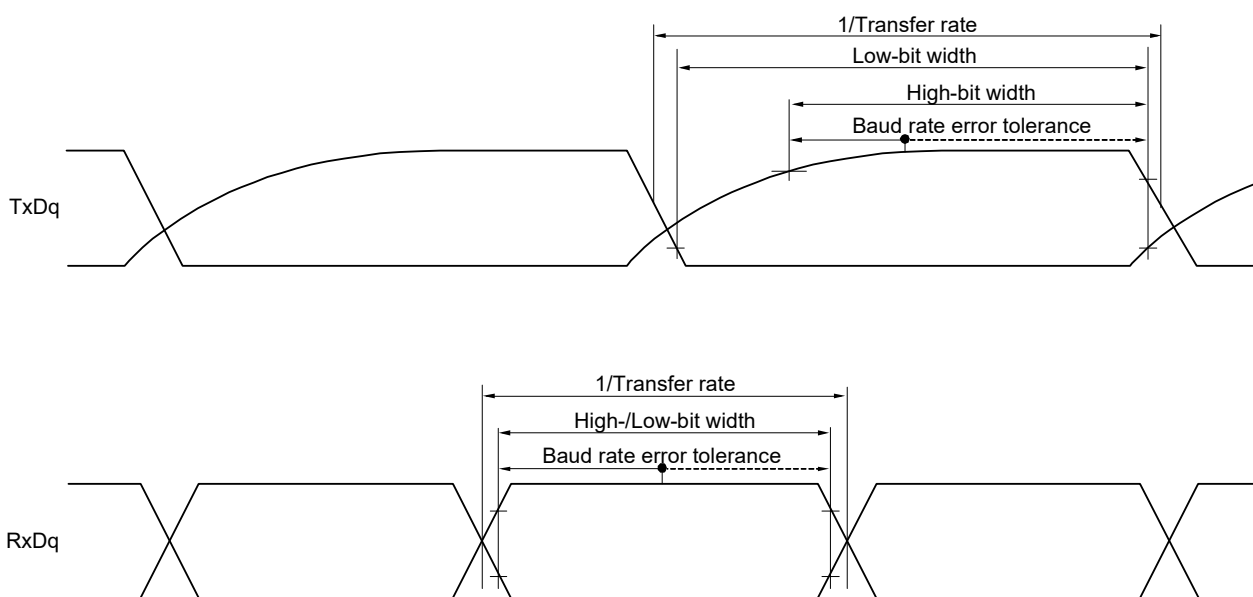 1/Transfer rate
Low-bit width
High-bit width
Baud rate error tolerance
TxDq
1/Transfer rate
High-/Low-bit width
Baud rate error tolerance
RxDq